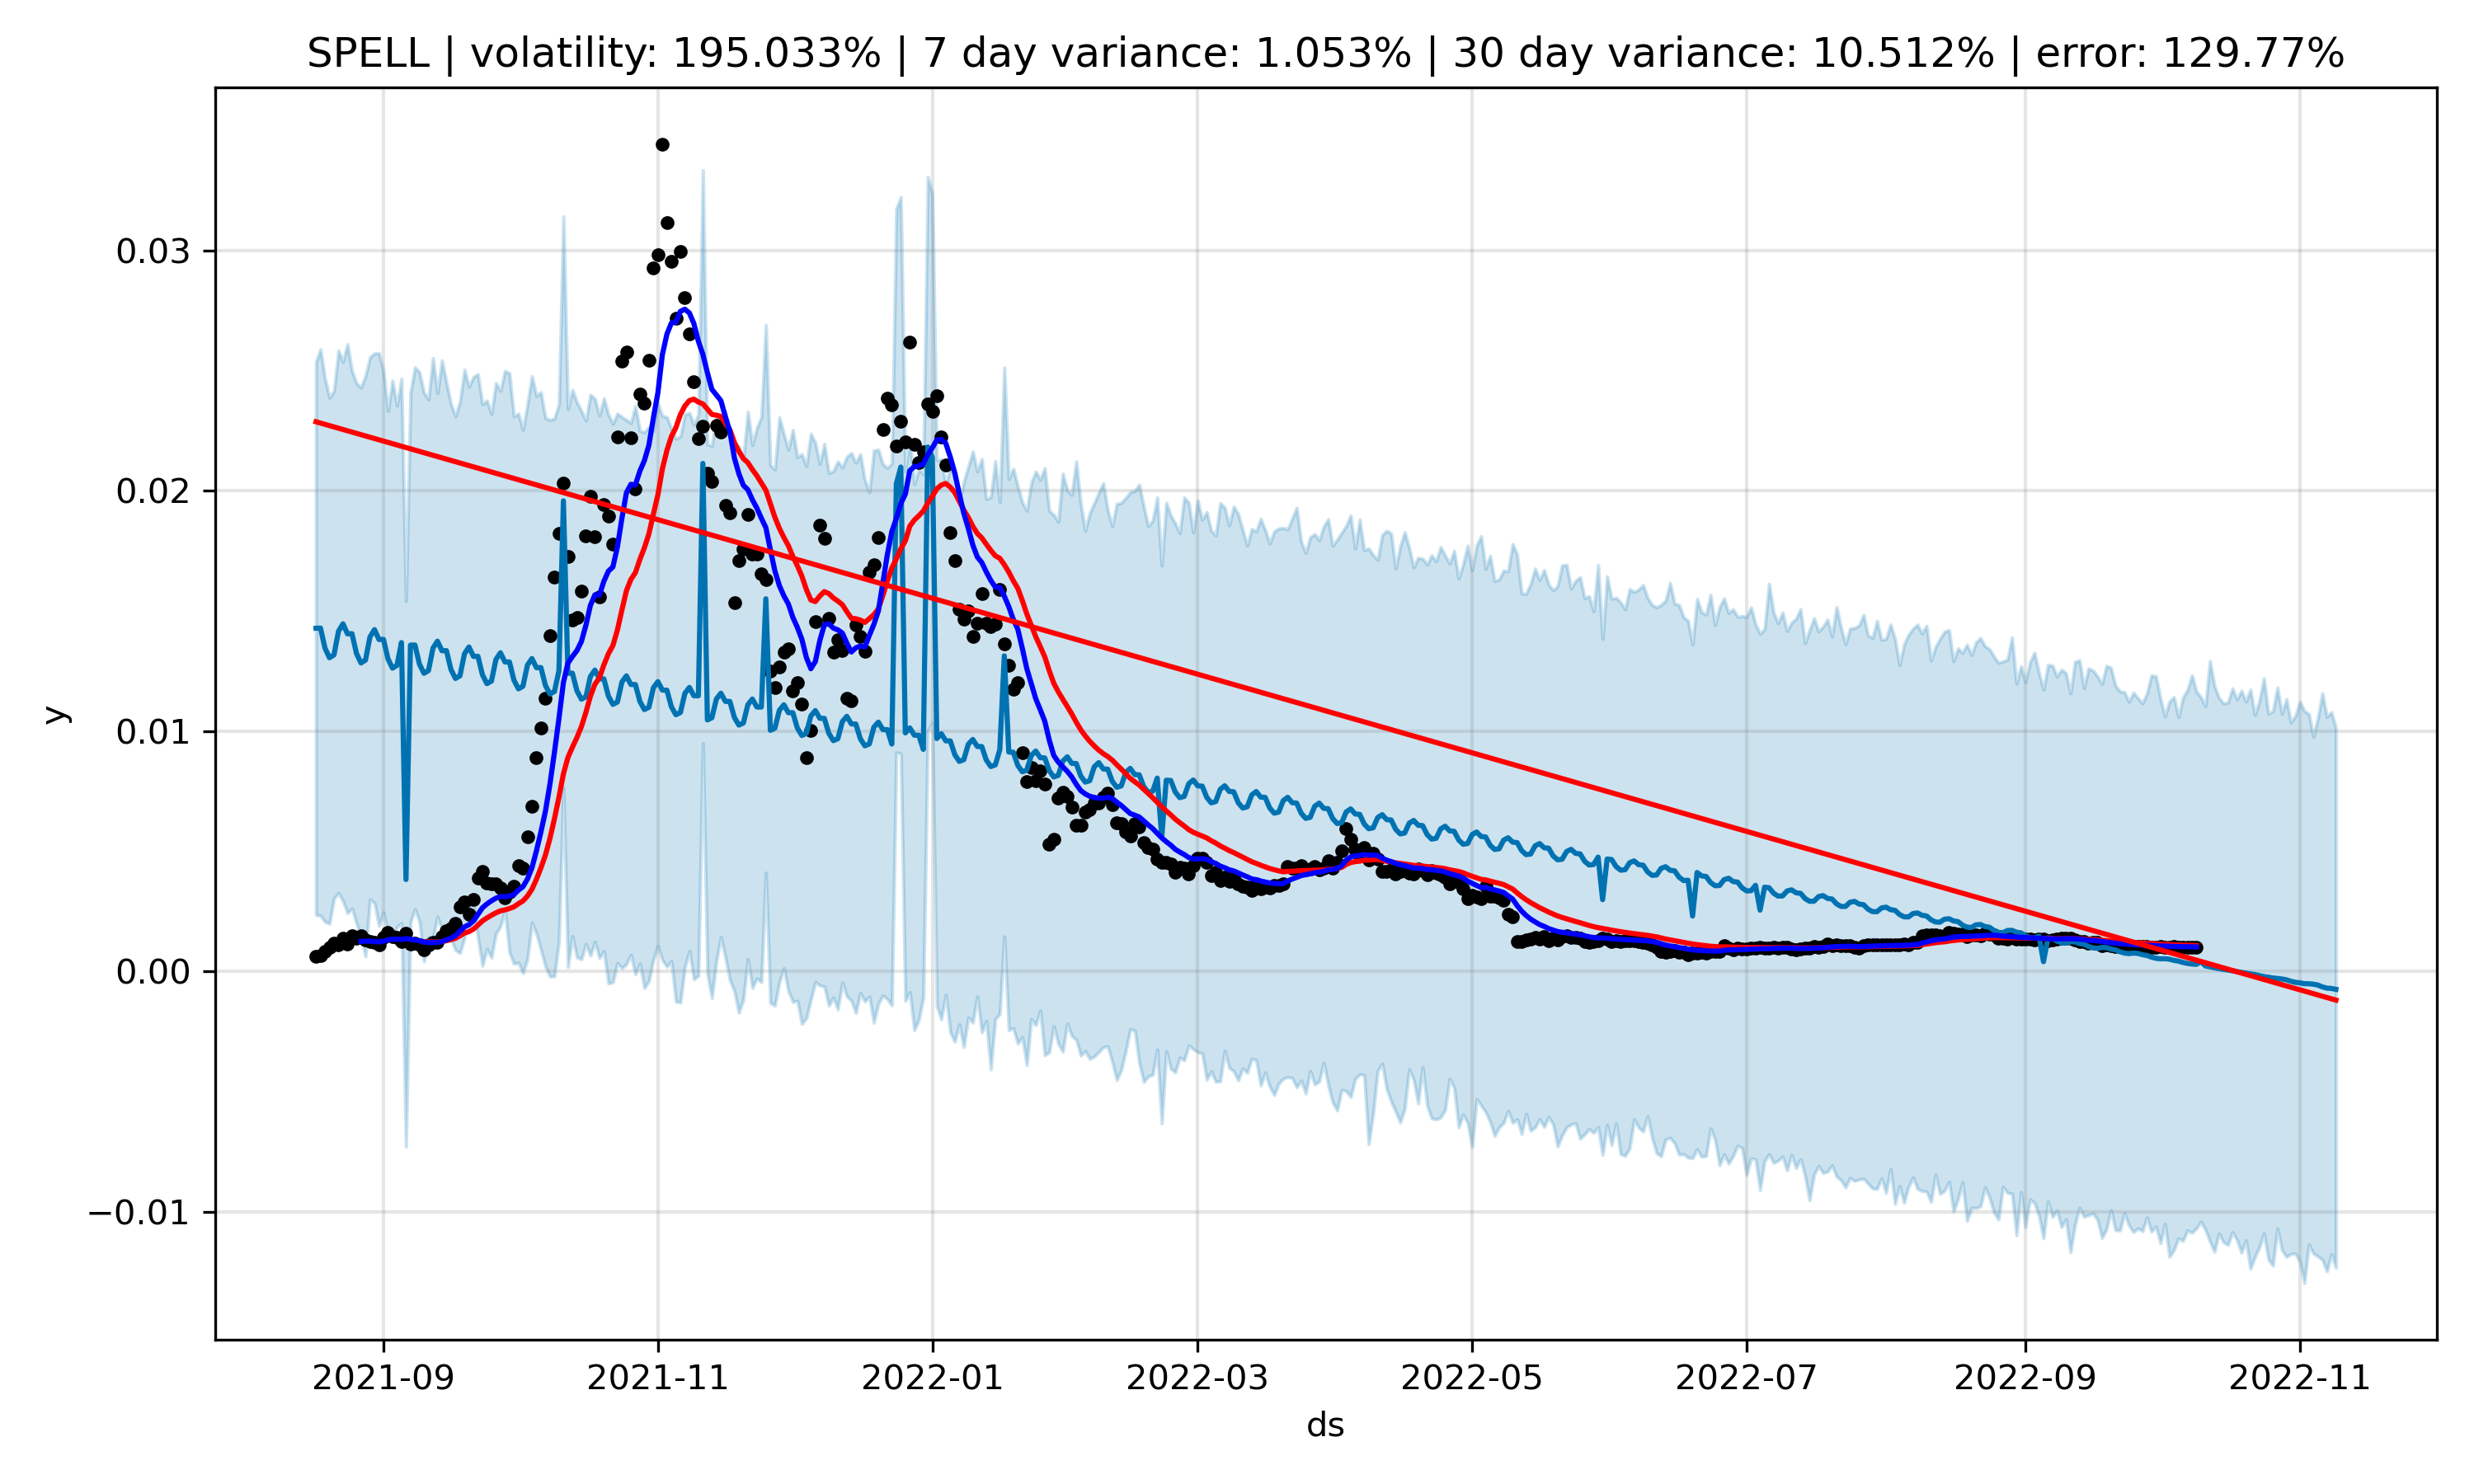 SPELL | volatility: 195.033% | 7 day variance: 1.053% | 30 day variance: 10.512% | error: 129.77%
0.03
0.02
0.01
0.00
−0.01
y
2021-09 2021-11 2022-01 2022-03 2022-05 2022-07 2022-09 2022-11
ds